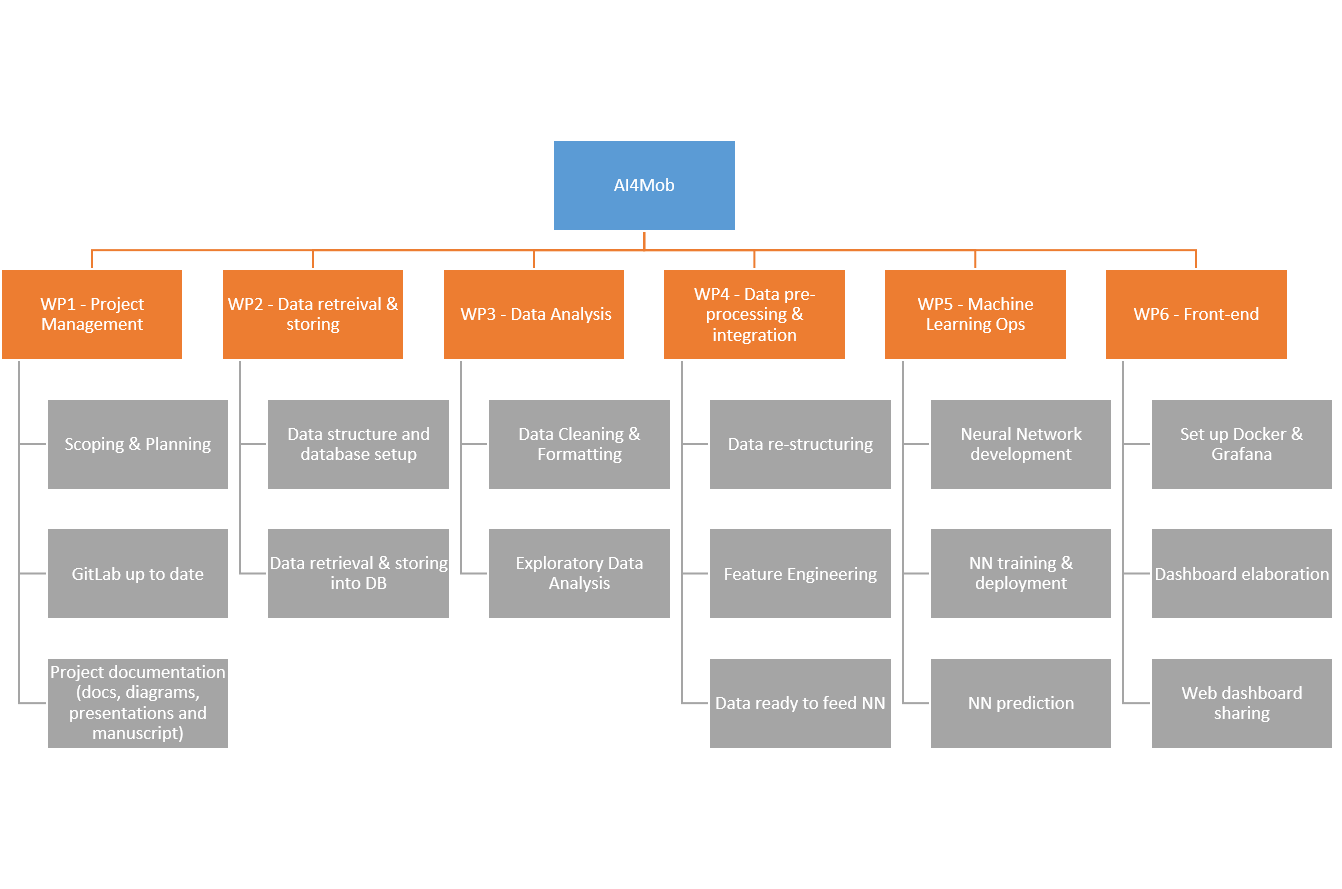 AI4Mob
WP1 - Project
Management
WP2 - Data retreival &
storing
WP3 - Data Analysis
WP4 - Data pre-
processing &
integration
WP5 - Machine
Learning Ops
WP6 - Front-end
Scoping & Planning
GitLab up to date
Project documentation
(docs, diagrams,
presentations and
manuscript)
Data structure and
database setup
Data retrieval & storing
into DB
Data Cleaning &
Formatting
Exploratory Data
Analysis
Data re-structuring
Feature Engineering
Data ready to feed NN
Neural Network
development
NN training &
deployment
NN prediction
Set up Docker &
Grafana
Dashboard elaboration
Web dashboard
sharing